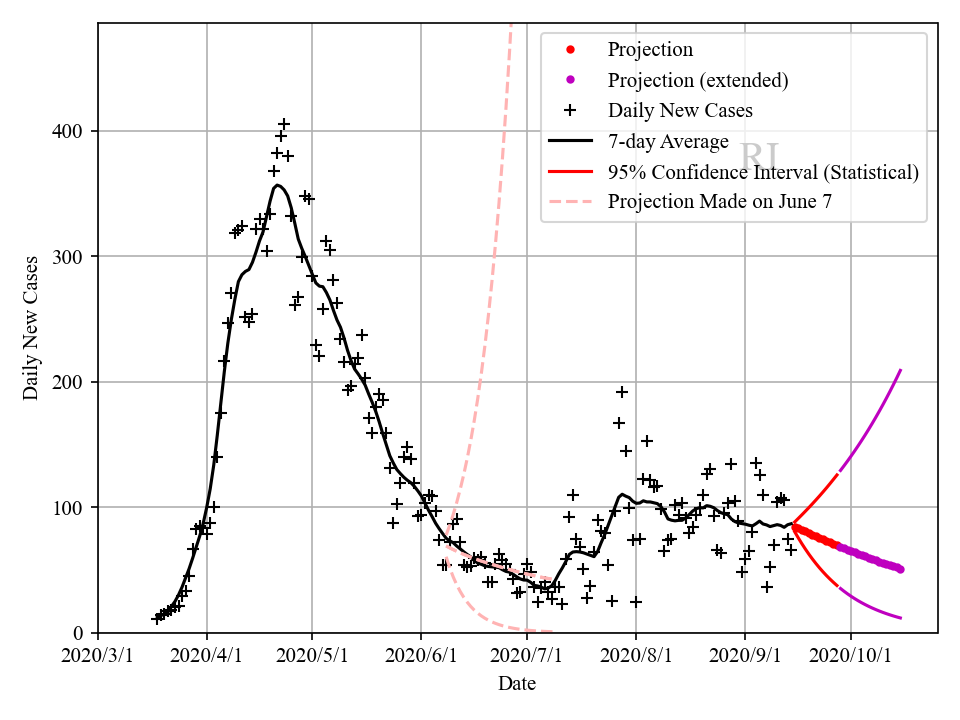 Projection
Projection (extended)
Daily New Cases
7-day Average
RI
95% Confidence Interval (Statistical)
Projection Made on June 7
400
300
200
100
0
Daily New Cases
2020/3/1 2020/4/1 2020/5/1 2020/6/1 2020/7/1 2020/8/1 2020/9/1 2020/10/1
Date